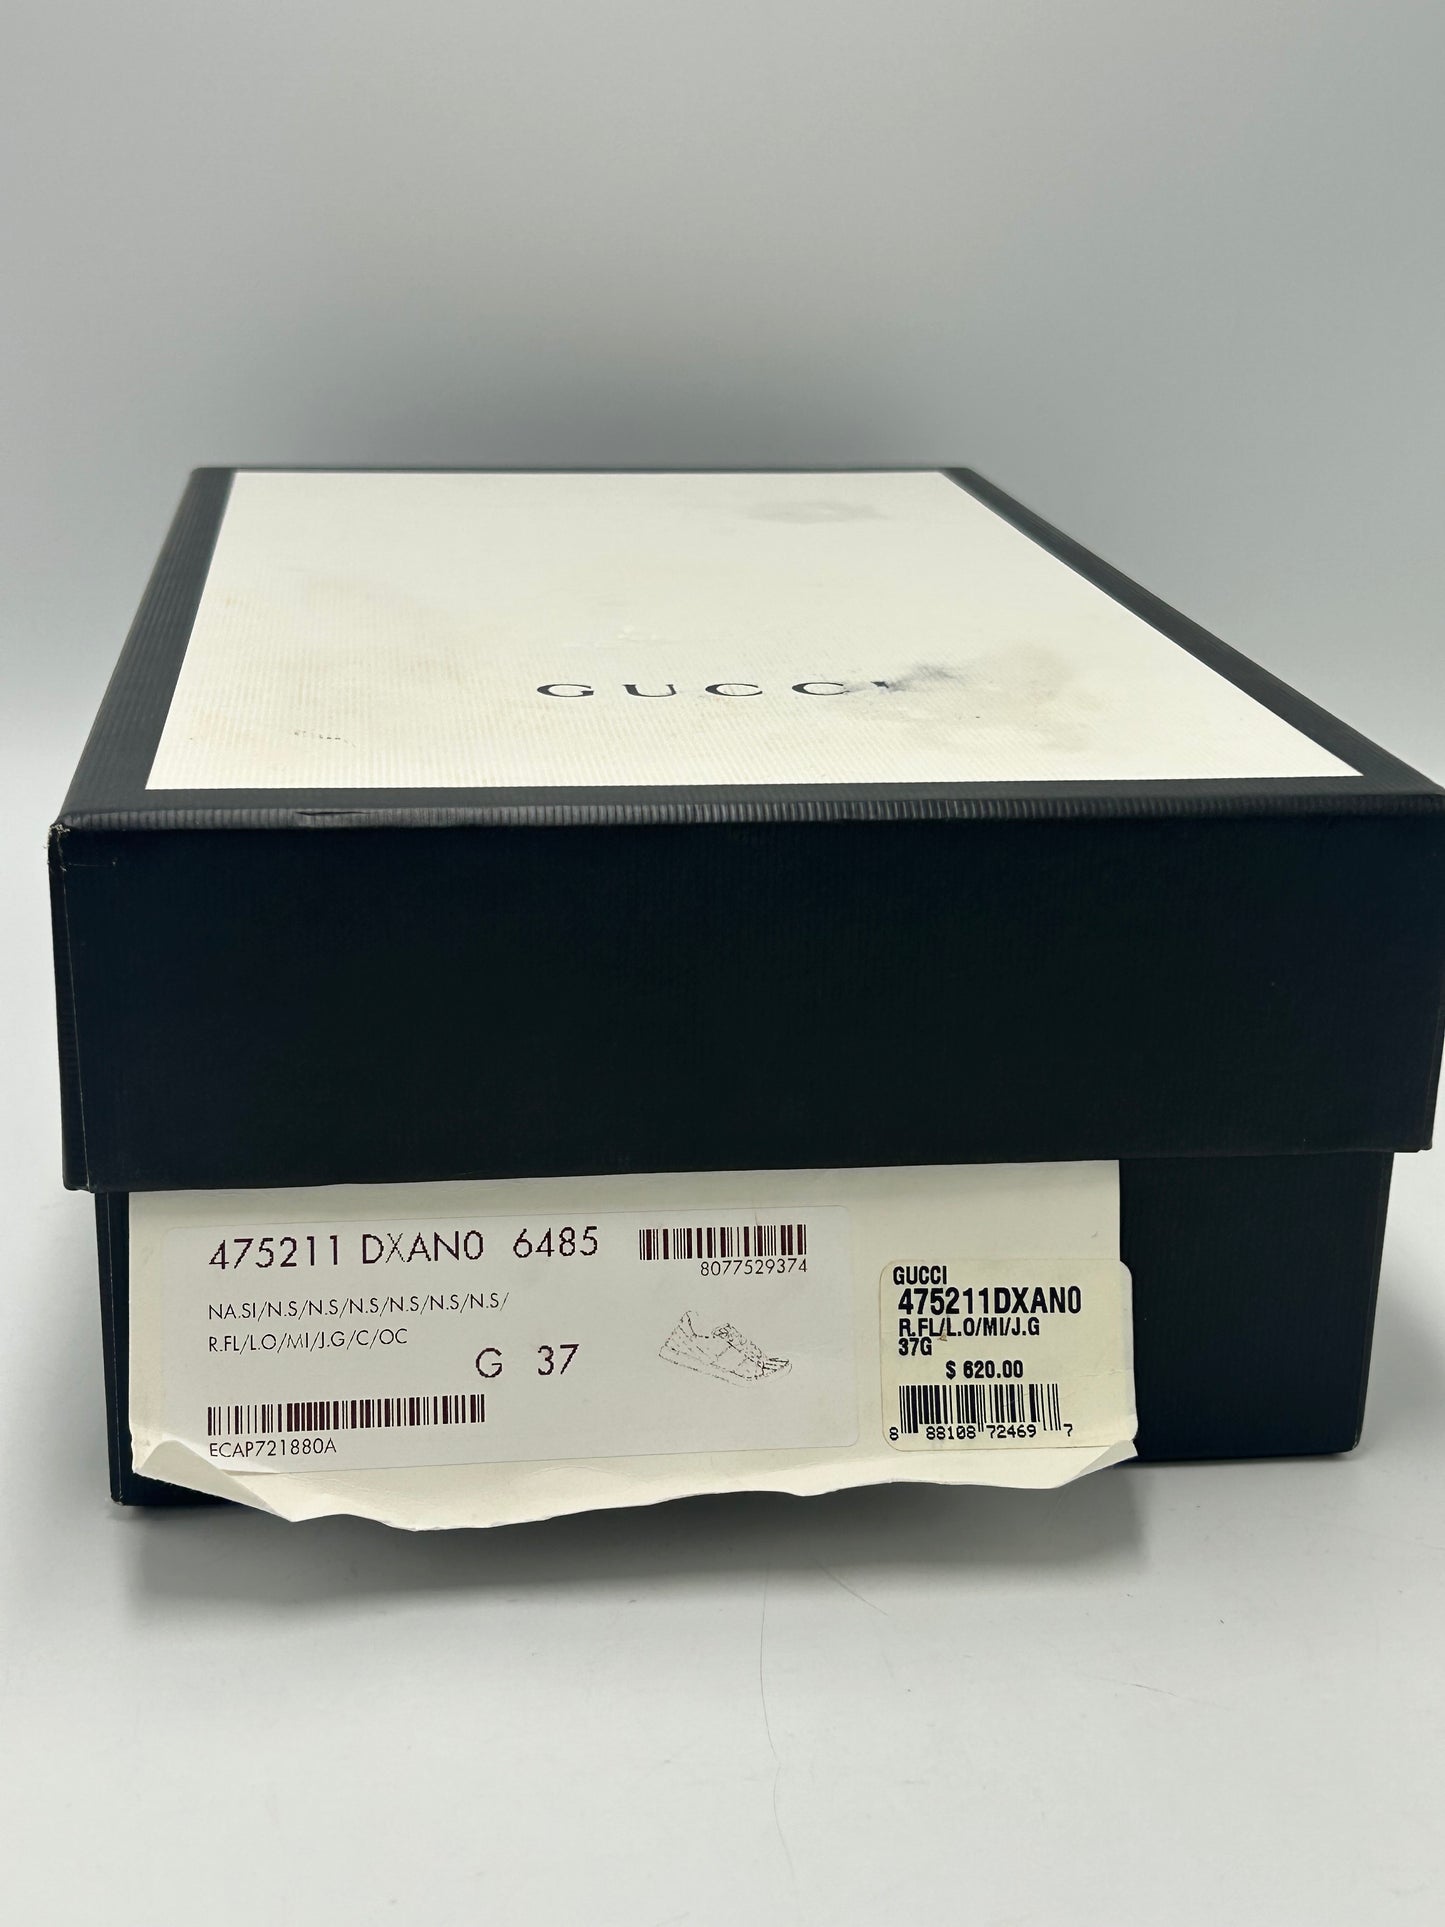 GUCCI
475211 DXAN0 6485
8077529374
NA.SI/N.S/N.S/N.S/N.S/N.S/N.S/
R.FL/L.O/MI/J.G/C/OC
G 37
ECAP721880A
GUCCI
475211DXAN0
R.FL/L.O/MI/J.G
37G
$ 620.00
8 88108 72469 7